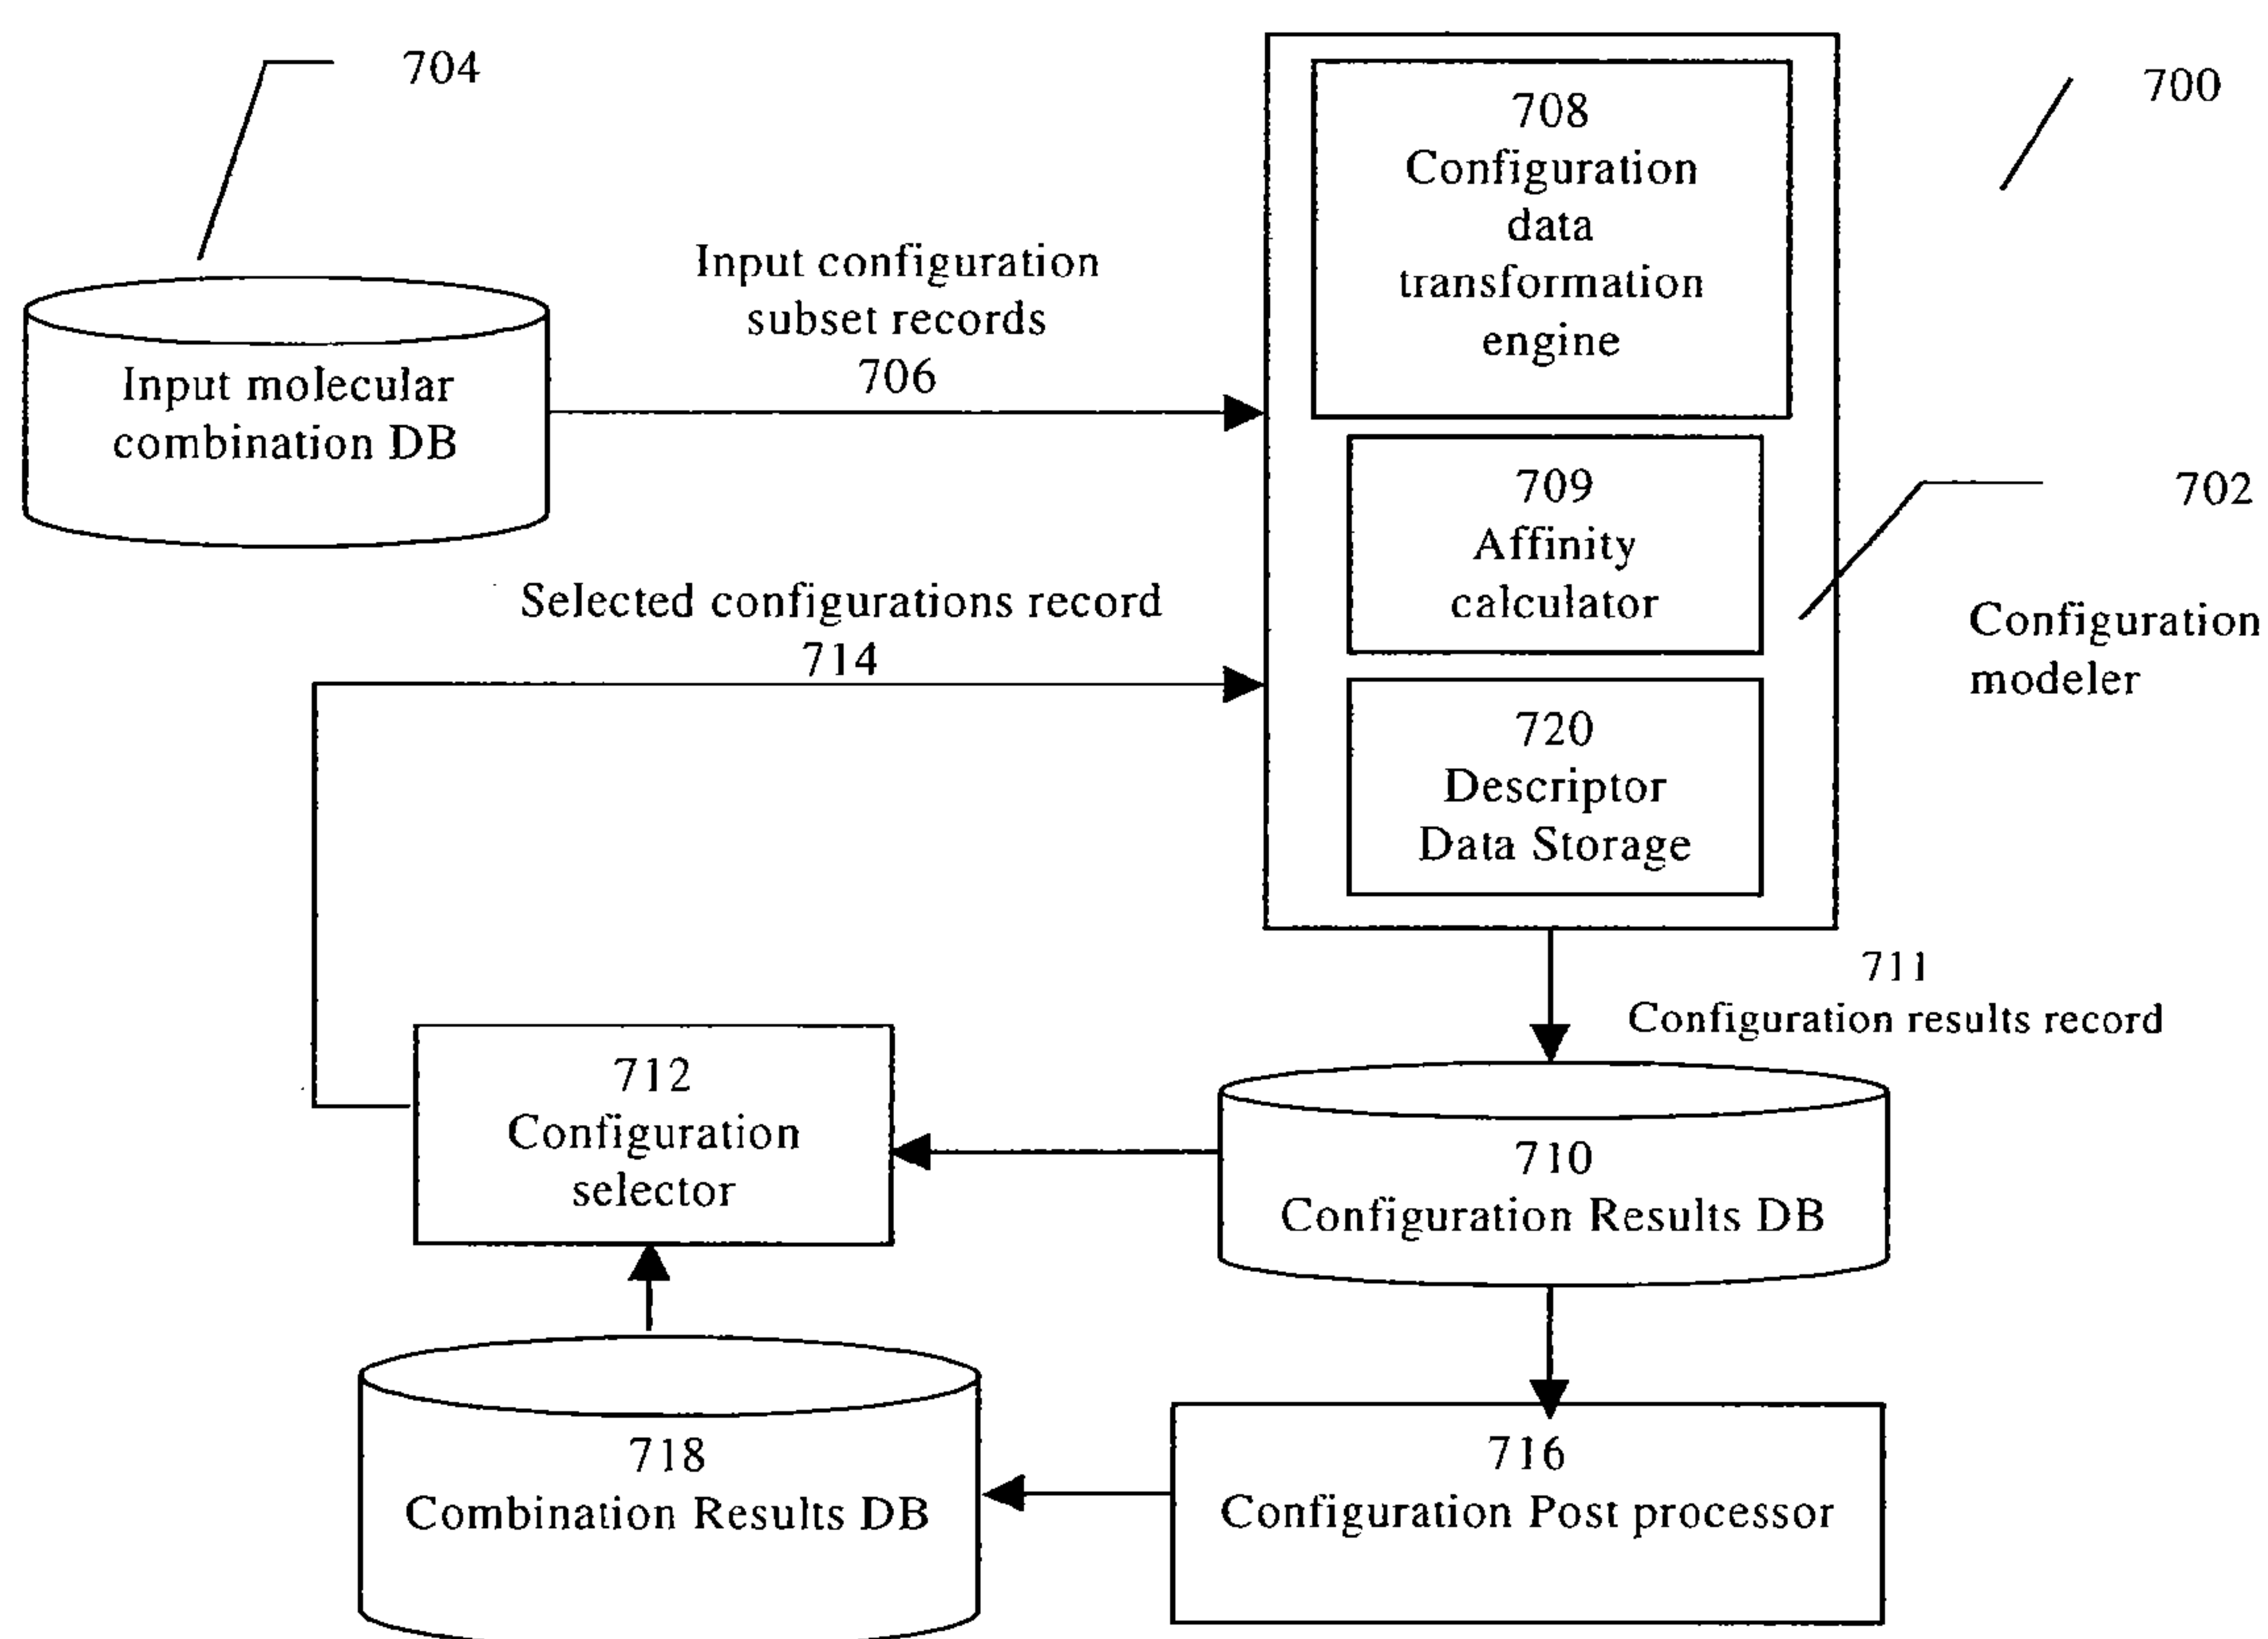 704
700
708
Configuration
data
transformation
engine
Input configuration
subset records
706
Input molecular
combination DB
709
Affinity
calculator
702
Configuration
modeler
Selected configurations record
714
720
Descriptor
Data Storage
711
Configuration results record
712
Configuration
selector
710
Configuration Results DB
718
Combination Results DB
716
Configuration Post processor